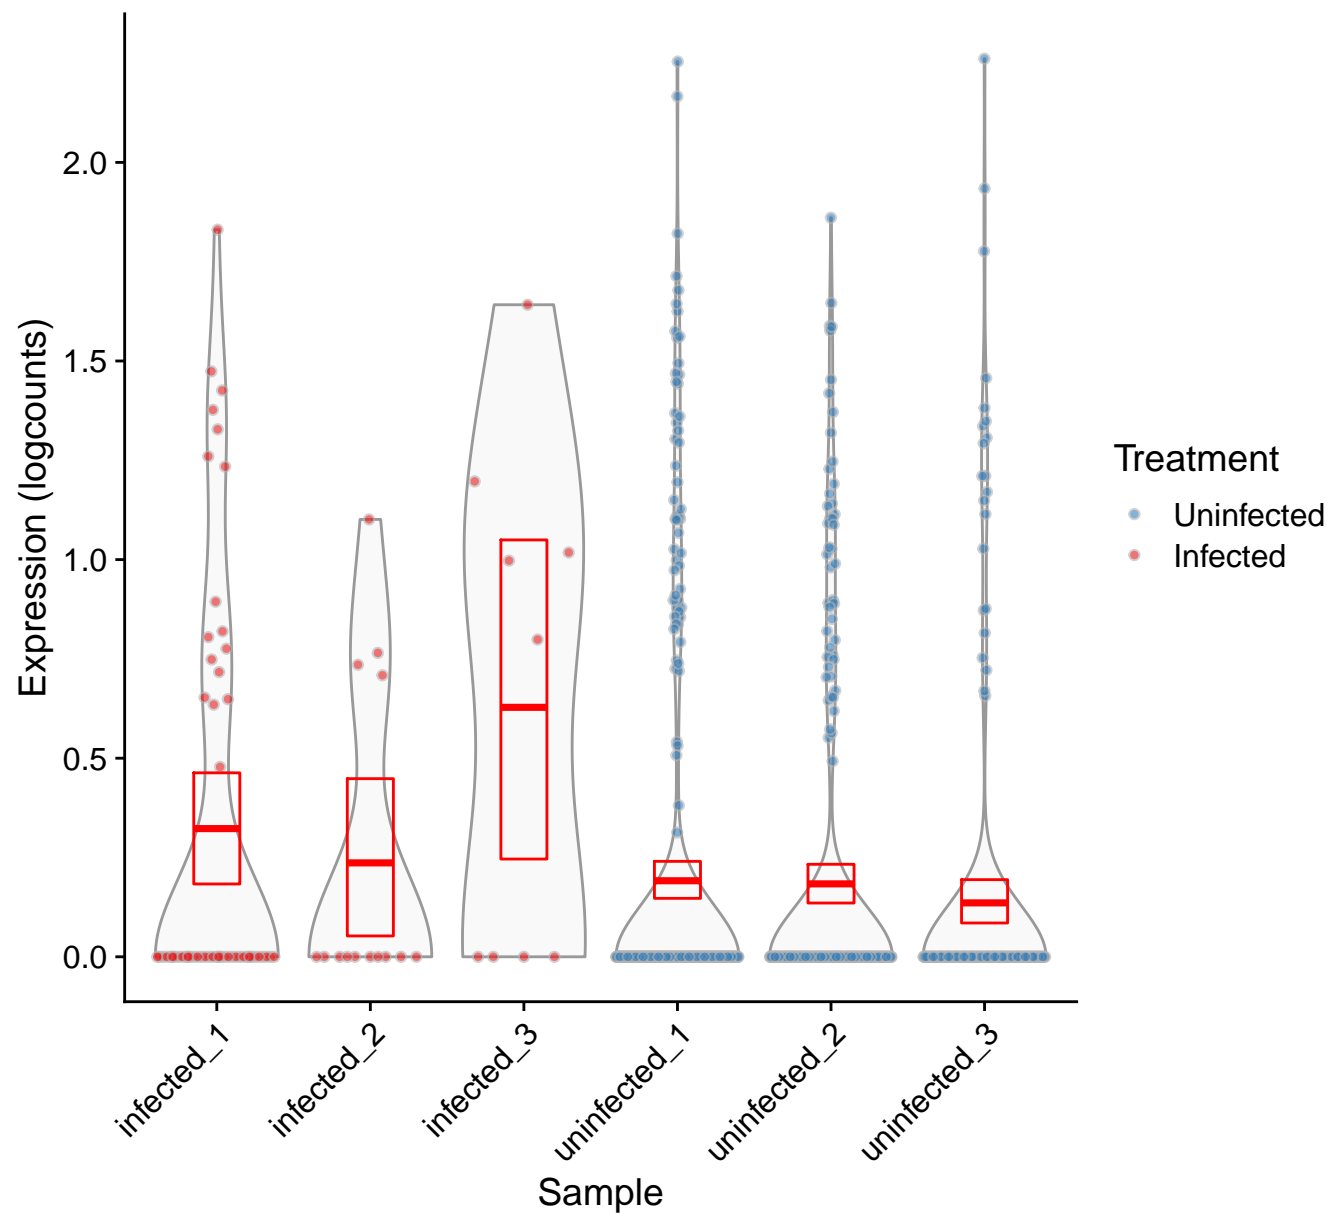 Expression (logcounts)
2.0
1.5
1.0
0.5
0.0
infected_1
infected_2
infected_3
uninfected_1
uninfected_2
uninfected_3
Sample
Treatment
Uninfected
Infected